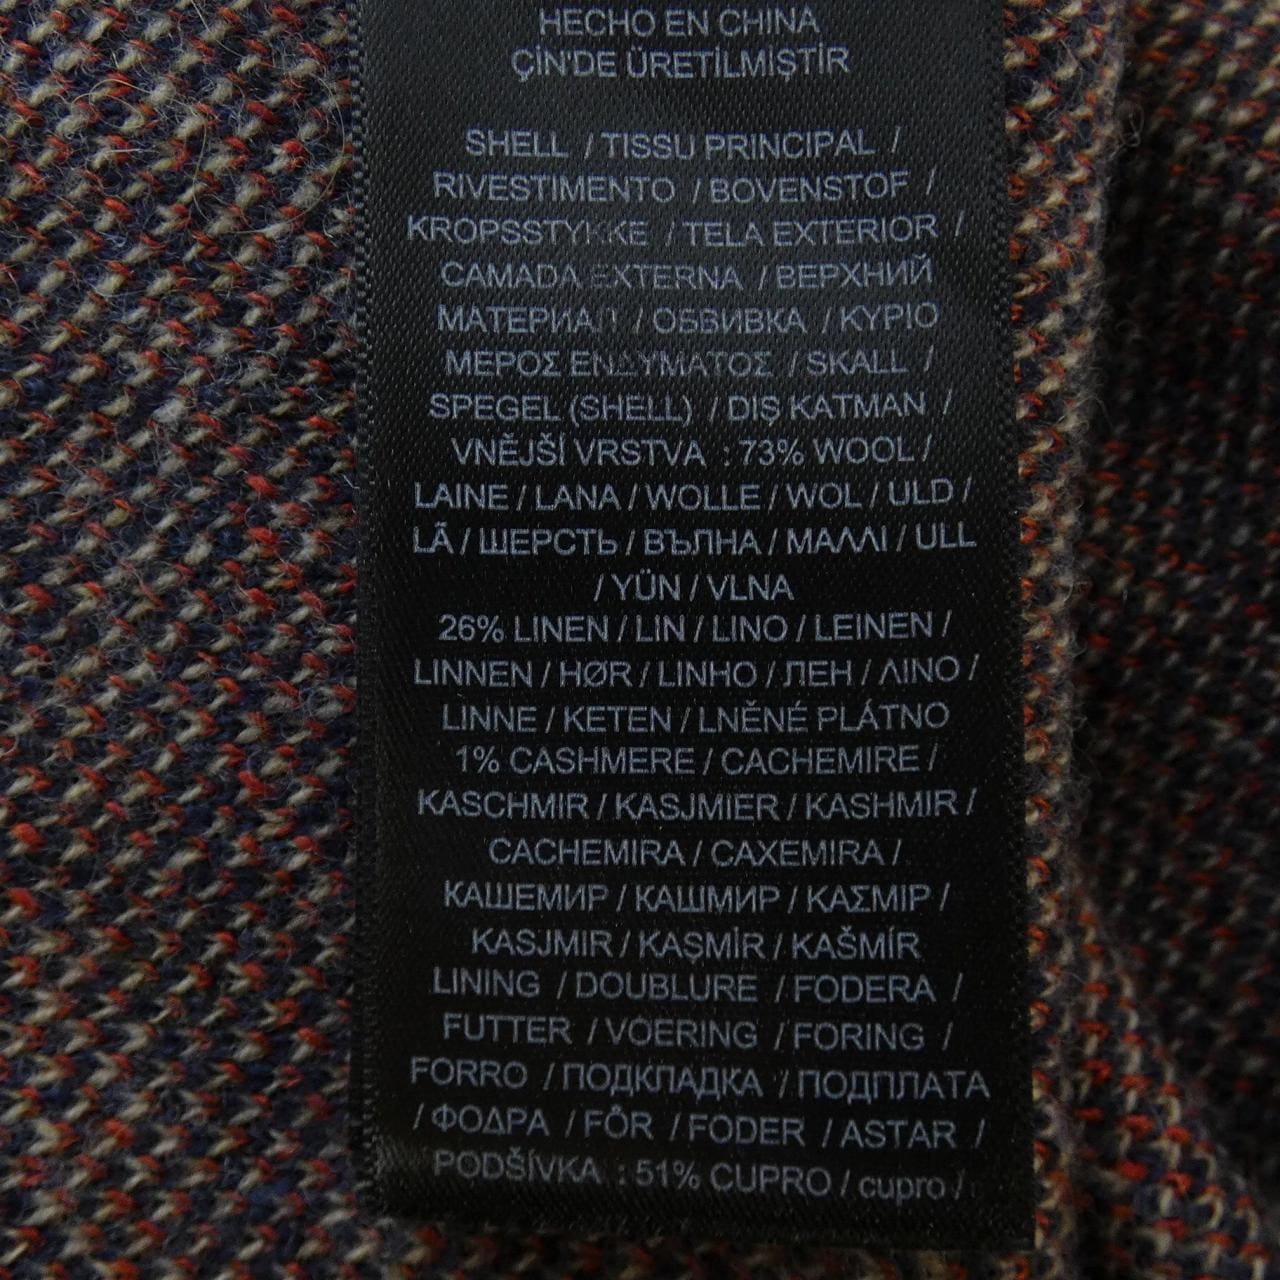 HECHO EN CHINA
ÇİN'DE ÜRETİLMİŞTİR
SHELL / TISSU PRINCIPAL /
RIVESTIMENTO / BOVENSTOF /
KROPSSTYKKE / TELA EXTERIOR /
CAMADA EXTERNA / ВЕРХНИЙ
МАТЕРИАЛ / ОБВИВКА / ΚΥΡΙΟ
ΜΕΡΟΣ ΕΝΔΥΜΑΤΟΣ / SKALL /
SPEGEL (SHELL) / DIŞ KATMAN /
VNĚJŠÍ VRSTVA : 73% WOOL /
LAINE / LANA / WOLLE / WOL / ULD /
LÃ / ШЕРСТЬ / ВЪЛНА / ΜΑΛΛΙ / ULL
/ YÜN / VLNA
26% LINEN / LIN / LINO / LEINEN /
LINNEN / HØR / LINHO / ЛЕН / ΛΙΝΟ /
LINNE / KETEN / LNĚNÉ PLÁTNO
1% CASHMERE / CACHEMIRE /
KASCHMIR / KASJMIER / KASHMIR /
CACHEMIRA / CAXEMIRA /
КАШЕМИР / КАШМИР / ΚΑΣΜΙΡ /
KASJMIR / KAŞMİR / KAŠMÍR
LINING / DOUBLURE / FODERA /
FUTTER / VOERING / FORING /
FORRO / ПОДКЛАДКА / ПОДПЛАТА
/ ΦΟΔΡΑ / FÔR / FODER / ASTAR /
PODŠÍVKA : 51% CUPRO / cupro /